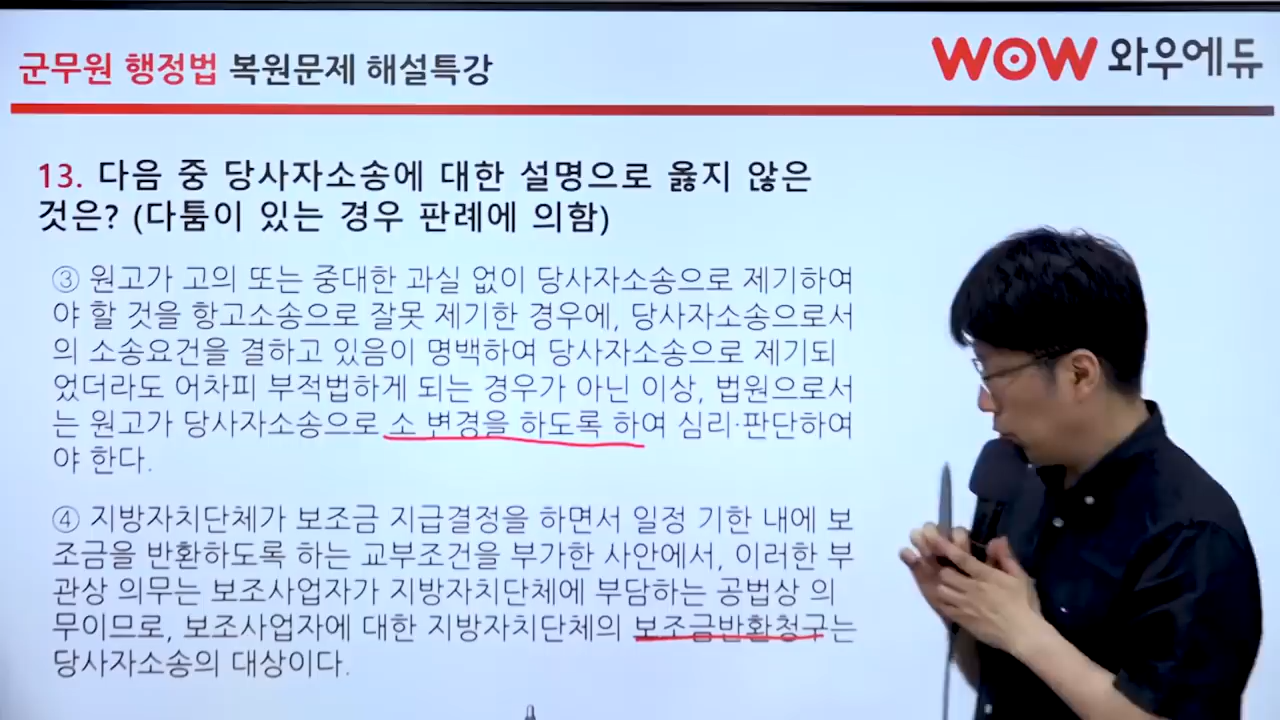 군무원 행정법 복원문제 해설특강
WOW 와우에듀
13. 다음 중 당사자소송에 대한 설명으로 옳지 않은
것은? (다툼이 있는 경우 판례에 의함)
③ 원고가 고의 또는 중대한 과실 없이 당사자소송으로 제기하여
야 할 것을 항고소송으로 잘못 제기한 경우에, 당사자소송으로서
의 소송요건을 결하고 있음이 명백하여 당사자소송으로 제기되
었더라도 어차피 부적법하게 되는 경우가 아닌 이상, 법원으로서
는 원고가 당사자소송으로 소 변경을 하도록 하여 심리·판단하여
야 한다.
④ 지방자치단체가 보조금 지급결정을 하면서 일정 기한 내에 보
조금을 반환하도록 하는 교부조건을 부가한 사안에서, 이러한 부
관상 의무는 보조사업자가 지방자치단체에 부담하는 공법상 의
무이므로, 보조사업자에 대한 지방자치단체의 보조금반환청구는
당사자소송의 대상이다.